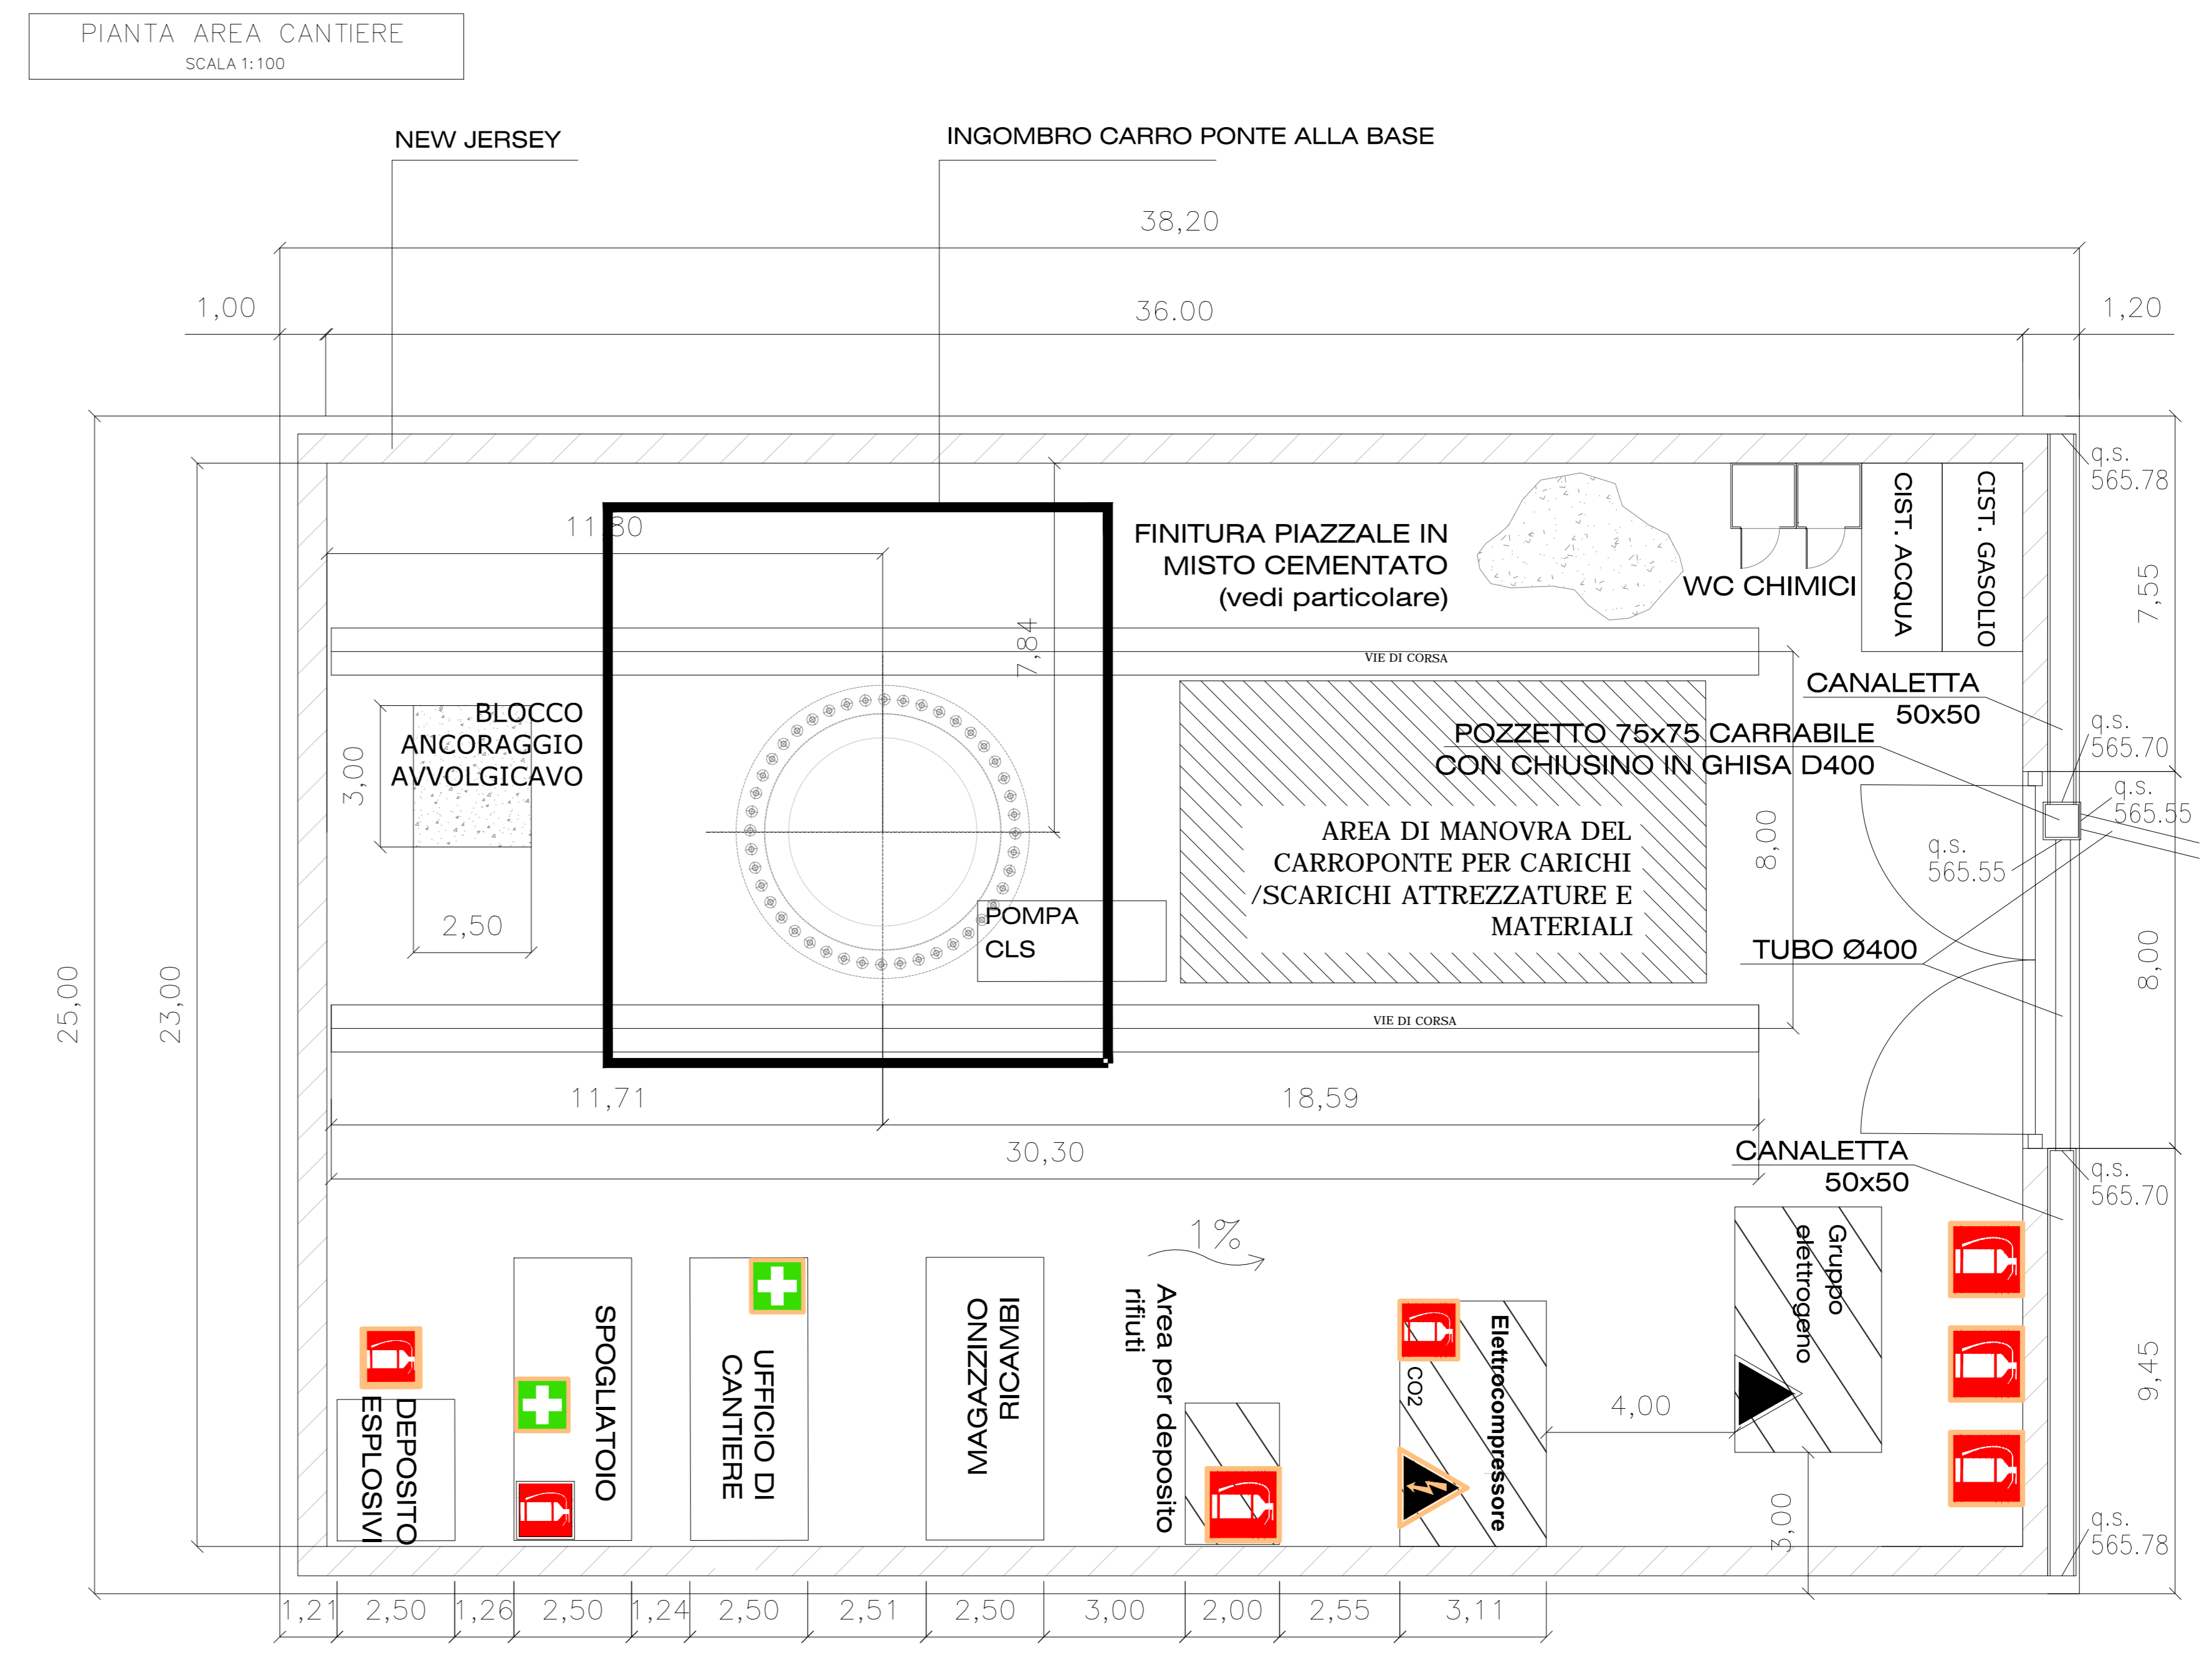 PIANTA AREA CANTIERE
SCALA 1:100
NEW JERSEY
INGOMBRO CARRO PONTE ALLA BASE
38,20
1,00
36.00
1,20
q.s.
565.78
11,80
FINITURA PIAZZALE IN
MISTO CEMENTATO
(vedi particolare)
WC CHIMICI
CIST. ACQUA
CIST. GASOLIO
7,55
7,84
VIE DI CORSA
CANALETTA
50x50
q.s.
565.70
BLOCCO
ANCORAGGIO
AVVOLGICAVO
3,00
2,50
POZZETTO 75x75 CARRABILE
CON CHIUSINO IN GHISA D400
q.s.
565.55
AREA DI MANOVRA DEL
CARROPONTE PER CARICHI
/SCARICHI ATTREZZATURE E
MATERIALI
8,00
q.s.
565.55
POMPA
CLS
TUBO Ø400
8,00
25,00
23,00
VIE DI CORSA
11,71
18,59
30,30
CANALETTA
50x50
q.s.
565.70
1%
DEPOSITO
ESPLOSIVI
SPOGLIATOIO
UFFICIO DI
CANTIERE
MAGAZZINO
RICAMBI
Area per deposito
rifiuti
CO2
Elettrocompressore
4,00
Gruppo
elettrogeno
3,00
9,45
q.s.
565.78
1,21
2,50
1,26
2,50
1,24
2,50
2,51
2,50
3,00
2,00
2,55
3,11